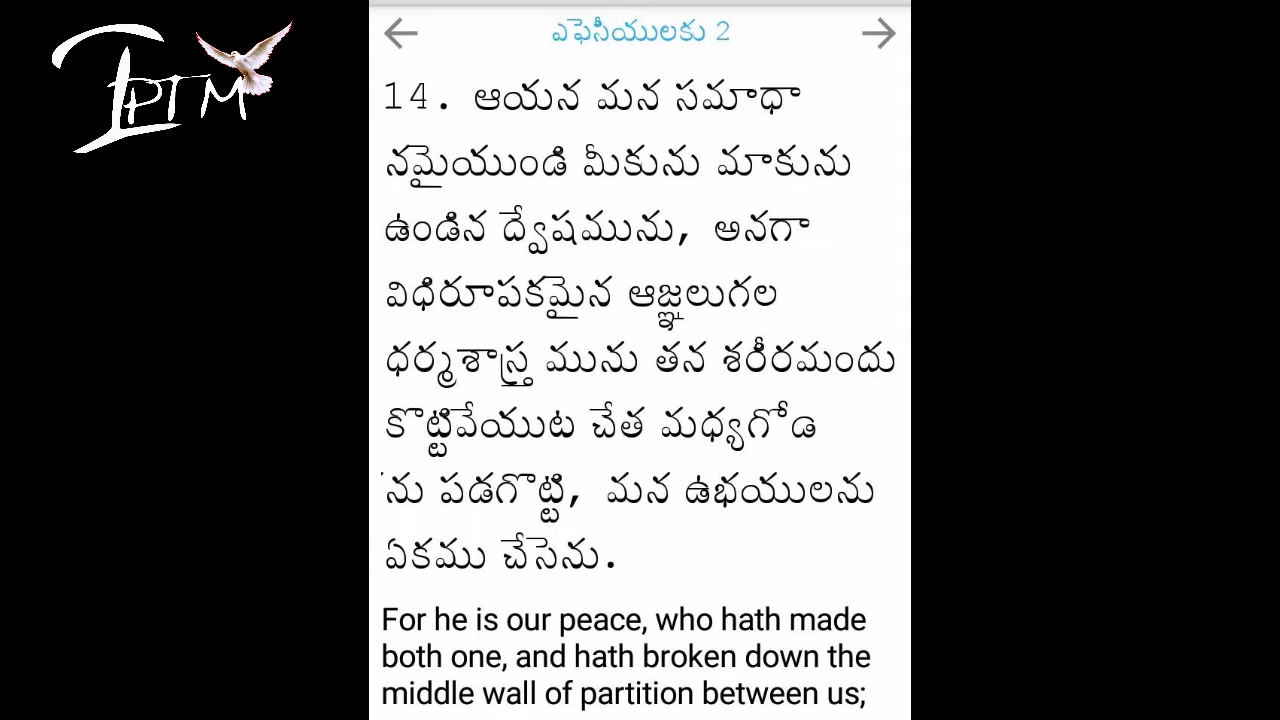 IPTM
ఎఫెసీయులకు 2
14. ఆయన మన సమాధా
నమైయుండి మీకును మాకును
ఉండిన ద్వేషమును, అనగా
విధిరూపకమైన ఆజ్ఞలుగల
ధర్మశాస్త్ర మును తన శరీరమందు
కొట్టివేయుట చేత మధ్యగోడ
ను పడగొట్టి, మన ఉభయులను
ఏకము చేసెను.
For he is our peace, who hath made
both one, and hath broken down the
middle wall of partition between us;